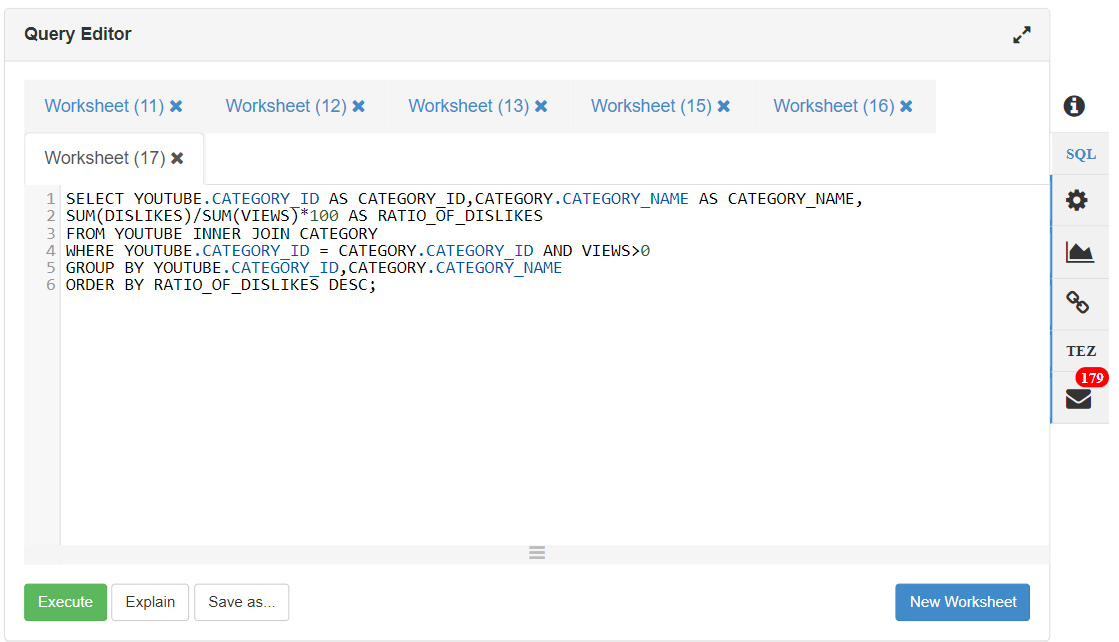 Query Editor
Worksheet (11) ✖ Worksheet (12) ✖ Worksheet (13) ✖ Worksheet (15) ✖ Worksheet (16) ✖
Worksheet (17) ✖
1 SELECT YOUTUBE.CATEGORY_ID AS CATEGORY_ID,CATEGORY.CATEGORY_NAME AS CATEGORY_NAME,
2 SUM(DISLIKES)/SUM(VIEWS)*100 AS RATIO_OF_DISLIKES
3 FROM YOUTUBE INNER JOIN CATEGORY
4 WHERE YOUTUBE.CATEGORY_ID = CATEGORY.CATEGORY_ID AND VIEWS>0
5 GROUP BY YOUTUBE.CATEGORY_ID,CATEGORY.CATEGORY_NAME
6 ORDER BY RATIO_OF_DISLIKES DESC;
Execute Explain Save as... New Worksheet
SQL
TEZ
179